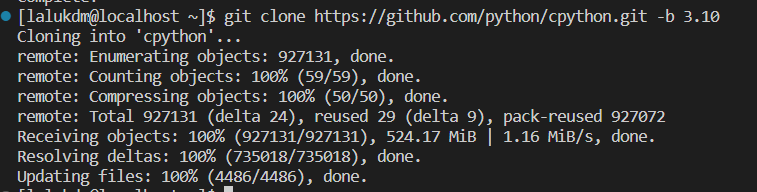 [lalukdm@localhost ~]$ git clone https://github.com/python/cpython.git -b 3.10
Cloning into 'cpython'...
remote: Enumerating objects: 927131, done.
remote: Counting objects: 100% (59/59), done.
remote: Compressing objects: 100% (50/50), done.
remote: Total 927131 (delta 24), reused 29 (delta 9), pack-reused 927072
Receiving objects: 100% (927131/927131), 524.17 MiB | 1.16 MiB/s, done.
Resolving deltas: 100% (735018/735018), done.
Updating files: 100% (4486/4486), done.